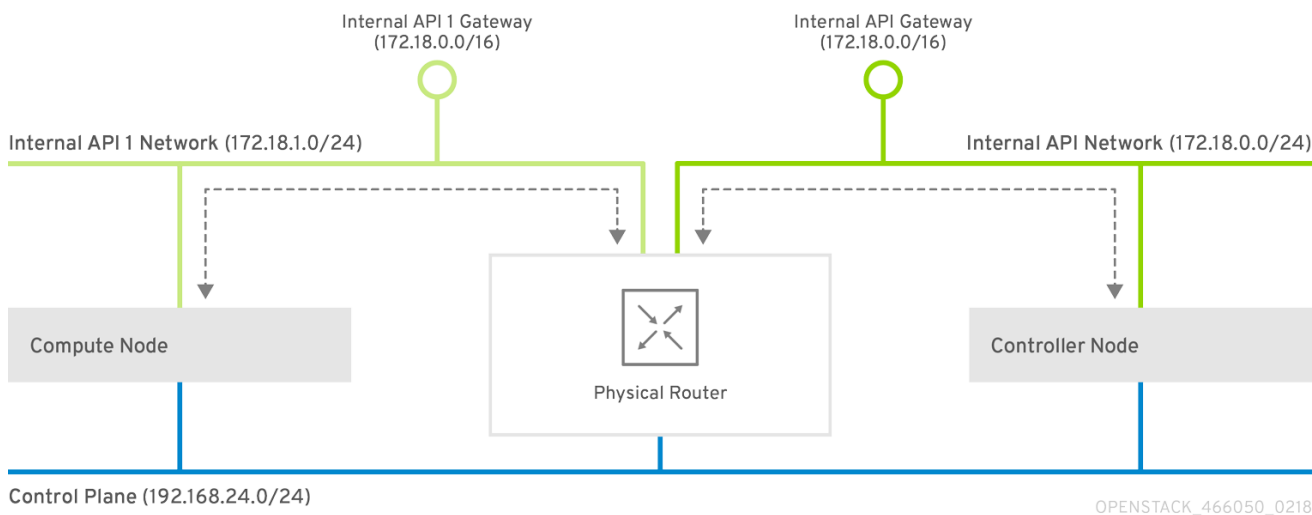 Internal API 1 Gateway
(172.18.0.0/16)
Internal API Gateway
(172.18.0.0/16)
Internal API 1 Network (172.18.1.0/24)
Internal API Network (172.18.0.0/24)
Compute Node
Physical Router
Controller Node
Control Plane (192.168.24.0/24)
OPENSTACK_466050_0218